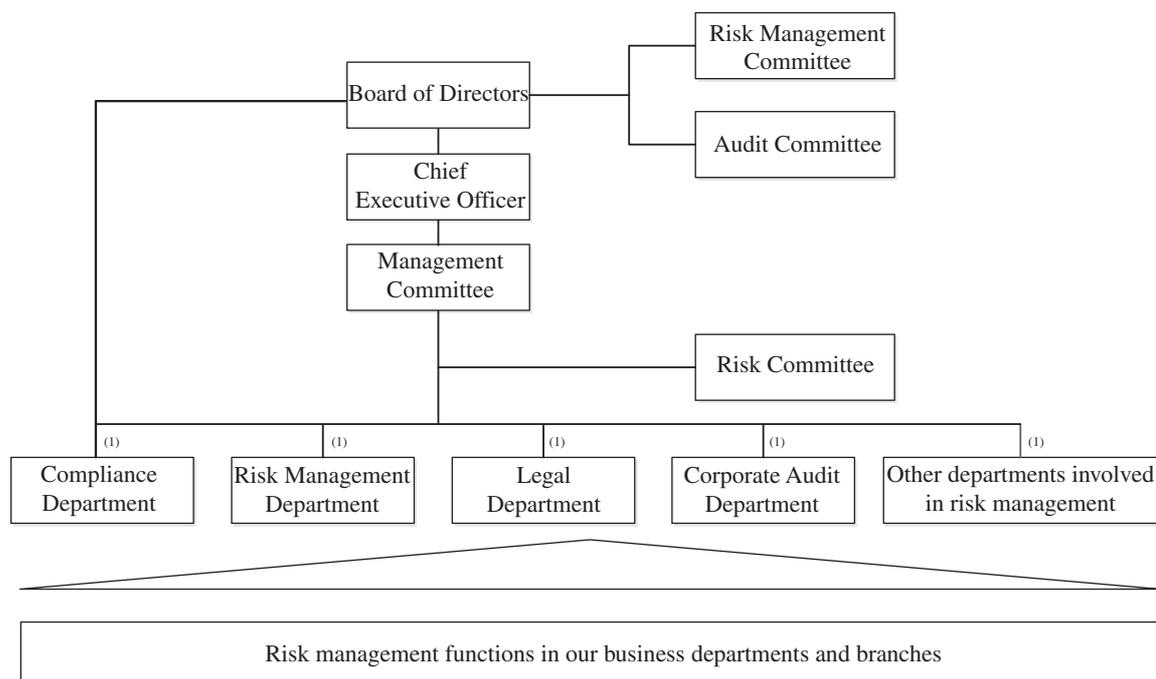 Risk Management
Committee
Board of Directors
Audit Committee
Chief
Executive Officer
Management
Committee
Risk Committee
(1)
(1)
(1)
(1)
(1)
Compliance
Department
Risk Management
Department
Legal
Department
Corporate Audit
Department
Other departments involved
in risk management
Risk management functions in our business departments and branches